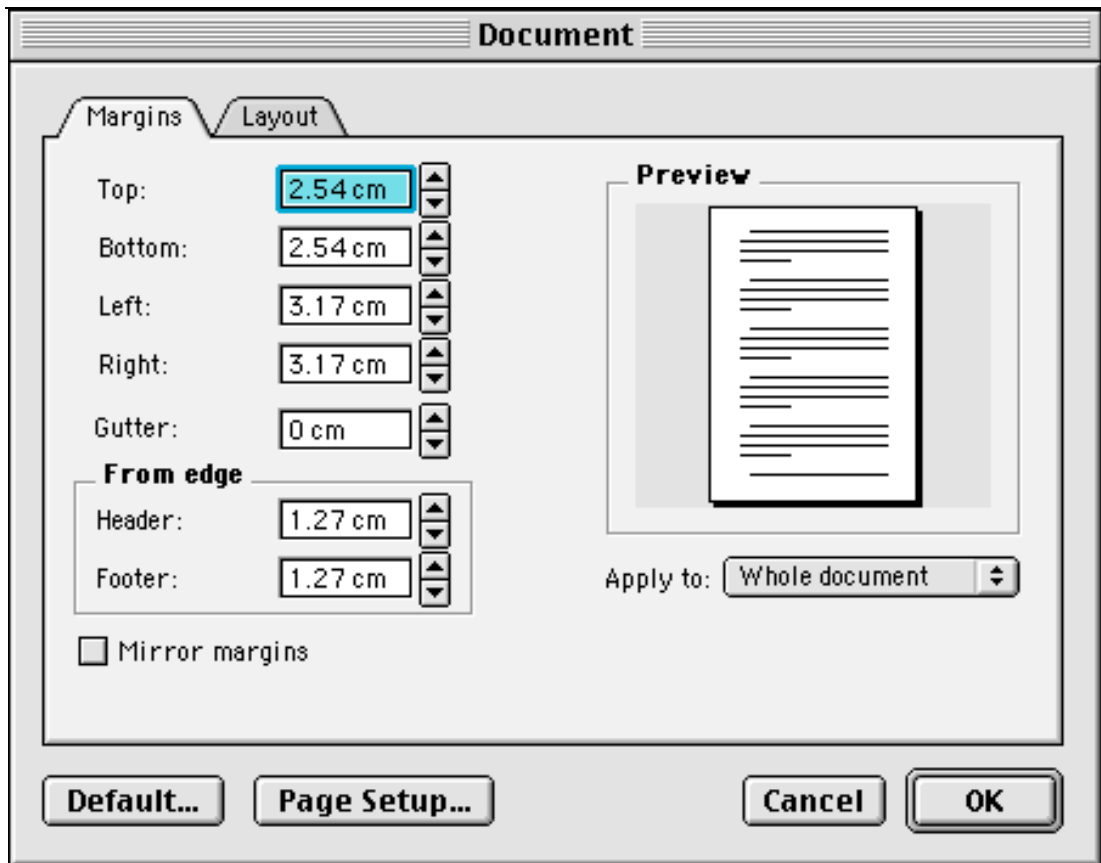 Document
Margins Layout
Top: 2.54 cm
Bottom: 2.54 cm
Left: 3.17 cm
Right: 3.17 cm
Gutter: 0 cm
From edge
Header: 1.27 cm
Footer: 1.27 cm
Mirror margins
Preview
Apply to: Whole document
Default... Page Setup... Cancel OK